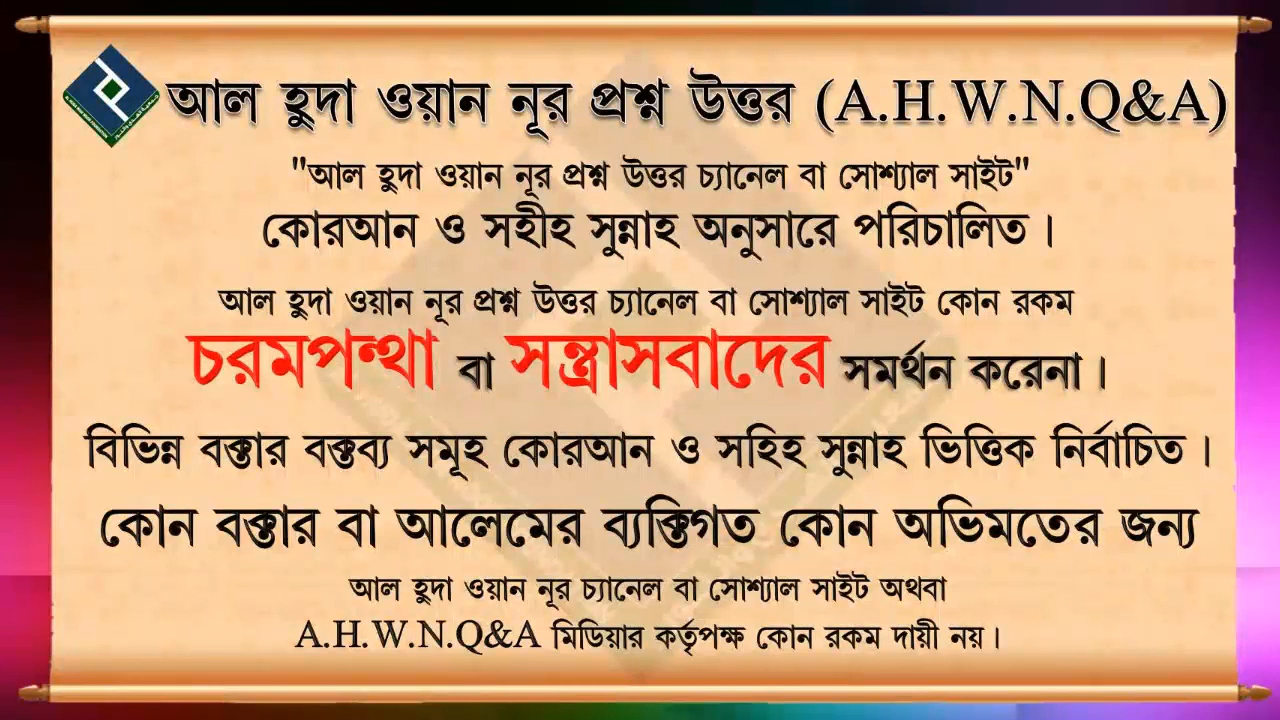 আল হুদা ওয়ান নূর প্রশ্ন উত্তর (A.H.W.N.Q&A)
"আল হুদা ওয়ান নূর প্রশ্ন উত্তর চ্যানেল বা সোশ্যাল সাইট"
কোরআন ও সহীহ সুন্নাহ অনুসারে পরিচালিত।
আল হুদা ওয়ান নূর প্রশ্ন উত্তর চ্যানেল বা সোশ্যাল সাইট কোন রকম
চরমপন্থা বা সন্ত্রাসবাদের সমর্থন করেনা।
বিভিন্ন বক্তার বক্তব্য সমূহ কোরআন ও সহিহ সুন্নাহ ভিত্তিক নির্বাচিত।
কোন বক্তার বা আলেমের ব্যক্তিগত কোন অভিমতের জন্য
আল হুদা ওয়ান নূর চ্যানেল বা সোশ্যাল সাইট অথবা
A.H.W.N.Q&A মিডিয়ার কর্তৃপক্ষ কোন রকম দায়ী নয়।